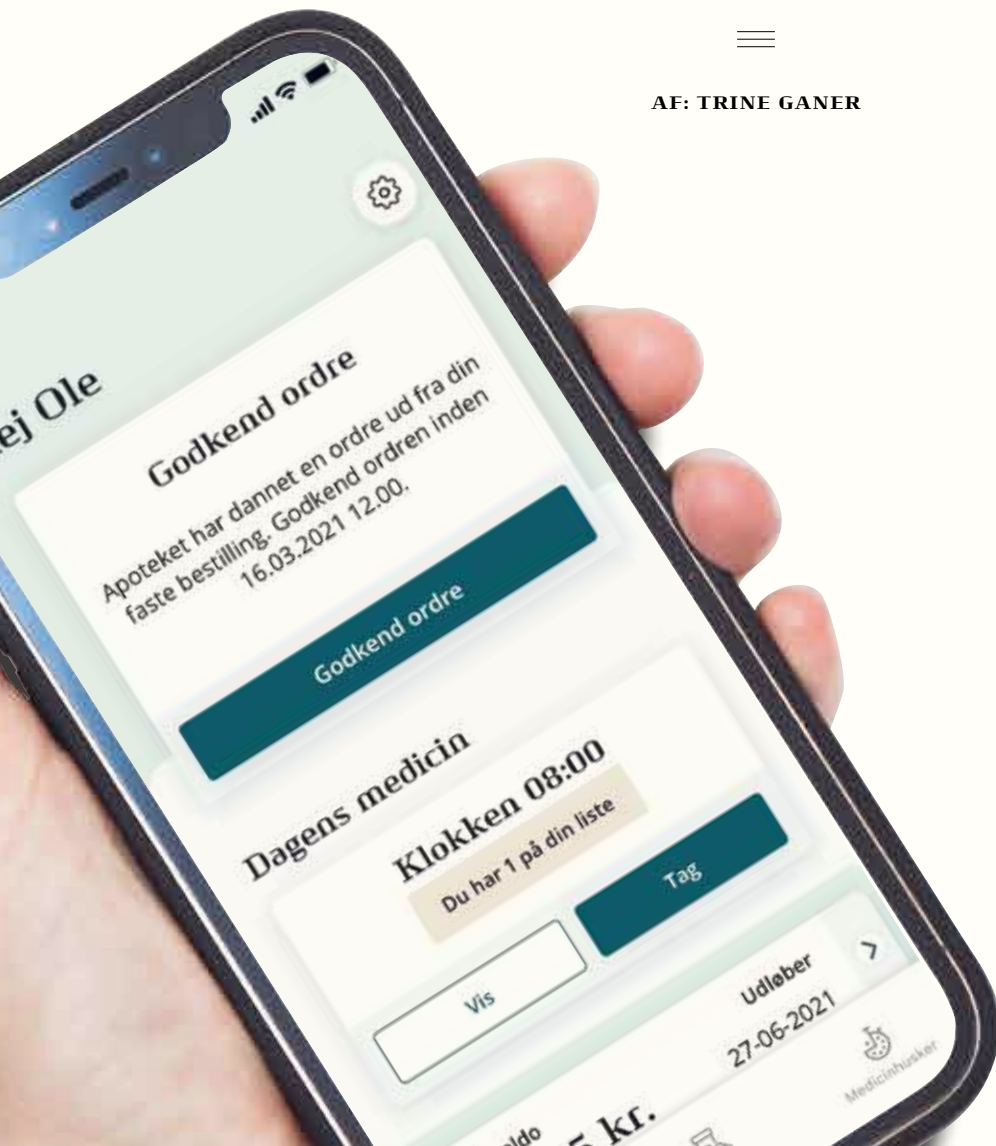 AF: TRINE GANER
Ole
Godkend ordre
Apoteket har dannet en ordre ud fra din
faste bestilling. Godkend ordren inden
16.03.2021 12.00.
Godkend ordre
Dagens medicin
Klokken 08:00
Du har 1 på din liste
Vis
Tag
Udløber
27-06-2021
kr.
Medicinhusker